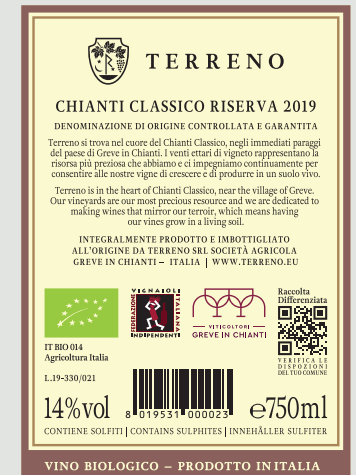 TERRENO
CHIANTI CLASSICO RISERVA 2019
DENOMINAZIONE DI ORIGINE CONTROLLATA E GARANTITA
Terreno si trova nel cuore del Chianti Classico, negli immediati paraggi
del paese di Greve in Chianti. I venti ettari di vigneto rappresentano la
risorsa più preziosa che abbiamo e ci impegniamo continuamente per
consentire alle nostre vigne di crescere e di produrre in un suolo vivo.
Terreno is in the heart of Chianti Classico, near the village of Greve.
Our vineyards are our most precious resource and we are dedicated to
making wines that mirror our terroir, which means having
our vines grow in a living soil.
INTEGRALMENTE PRODOTTO E IMBOTTIGLIATO
ALL'ORIGINE DA TERRENO SRL SOCIETÀ AGRICOLA
GREVE IN CHIANTI – ITALIA | WWW.TERRENO.EU
IT BIO 014
Agricoltura Italia
L.19-330/021
FEDERAZIONE
VIGNAIOLI
ITALIANA
INDIPENDENTI
VITICOLTORI
GREVE IN CHIANTI
Raccolta
Differenziata
VERIFICA LE
DISPOZIONI
DEL TUO COMUNE
14%vol
8 019531 000023
e750ml
CONTIENE SOLFITI | CONTAINS SULPHITES | INNEHÅLLER SULFITER
VINO BIOLOGICO – PRODOTTO IN ITALIA